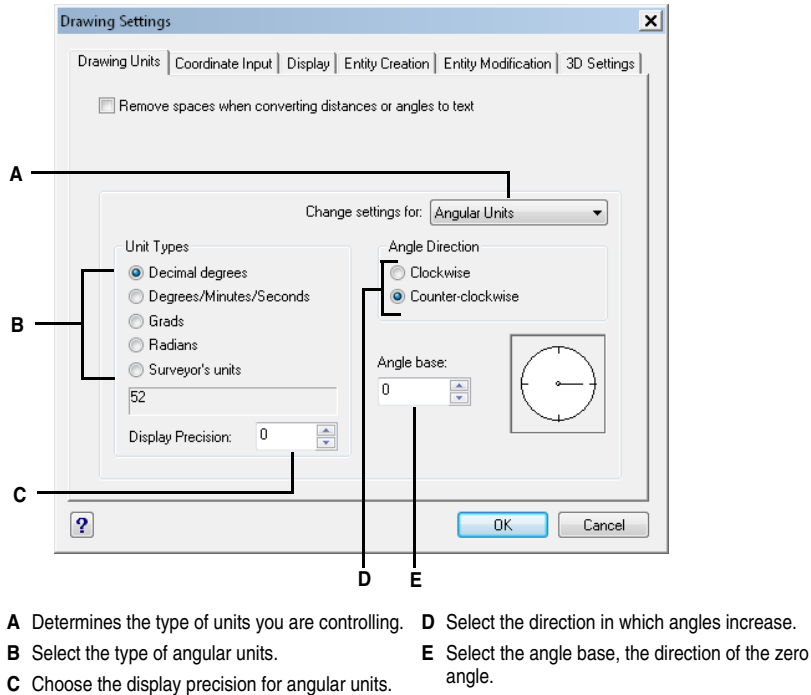 Drawing Settings
Drawing Units Coordinate Input Display Entity Creation Entity Modification 3D Settings
Remove spaces when converting distances or angles to text
A
Change settings for: Angular Units
Unit Types
Angle Direction
Decimal degrees
Clockwise
Degrees/Minutes/Seconds
Counter-clockwise
B
Grads
Radians
Surveyor's units
Angle base:
52
0
Display Precision: 0
C
?
OK
Cancel
D
E
A Determines the type of units you are controlling.
B Select the type of angular units.
C Choose the display precision for angular units.
D Select the direction in which angles increase.
E Select the angle base, the direction of the zero
angle.